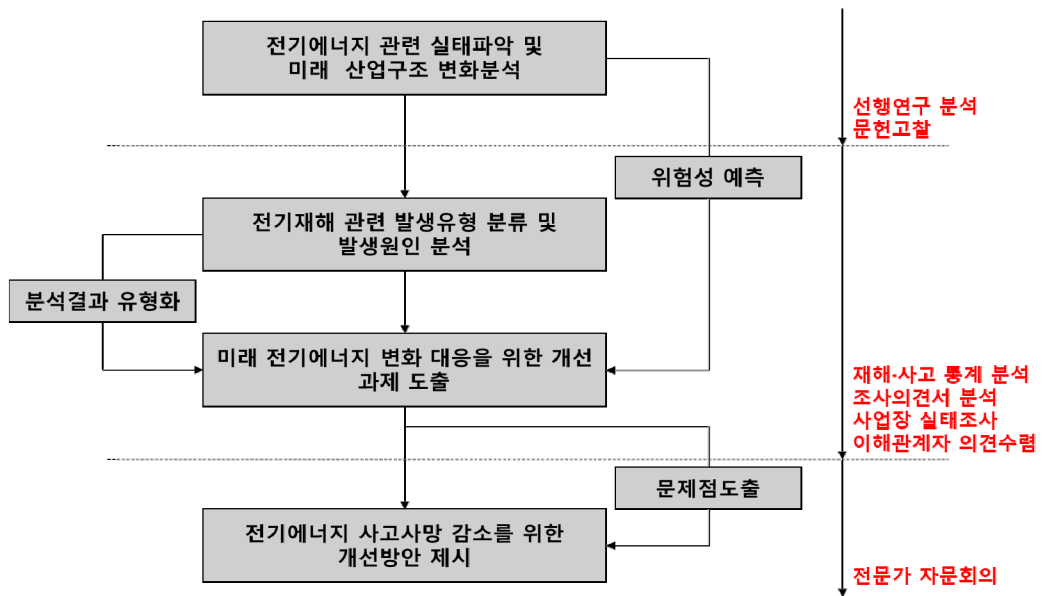 전기에너지 관련 실태파악 및
미래 산업구조 변화분석
선행연구 분석
문헌고찰
위험성 예측
전기재해 관련 발생유형 분류 및
발생원인 분석
분석결과 유형화
미래 전기에너지 변화 대응을 위한 개선
과제 도출
재해·사고 통계 분석
조사의견서 분석
사업장 실태조사
이해관계자 의견수렴
문제점도출
전기에너지 사고사망 감소를 위한
개선방안 제시
전문가 자문회의